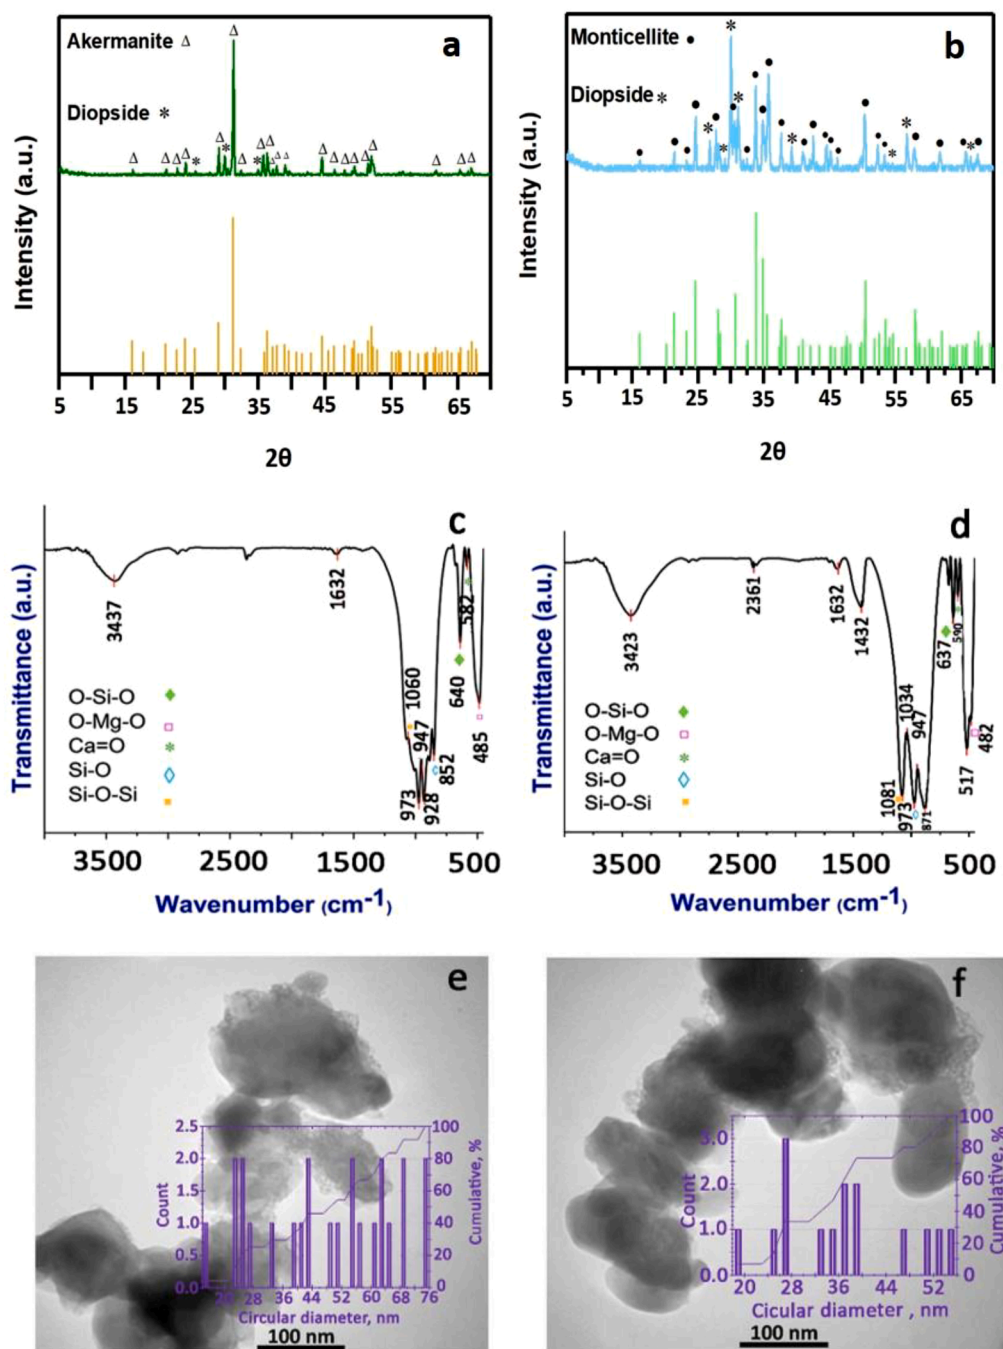 a
Akermanite Δ
Diopside *
Intensity (a.u.)
5 15 25 35 45 55 65
2θ
b
Monticellite •
Diopside *
Intensity (a.u.)
5 15 25 35 45 55 65
2θ
c
Transmittance (a.u.)
3437
1632
1060
947
973
928
852
640
582
485
O-Si-O
O-Mg-O
Ca=O
Si-O
Si-O-Si
3500 2500 1500 500
Wavenumber (cm-1)
d
Transmittance (a.u.)
3423
2361
1632
1432
1081
1034
973
947
871
637
590
517
482
O-Si-O
O-Mg-O
Ca=O
Si-O
Si-O-Si
3500 2500 1500 500
Wavenumber (cm-1)
e
Count
2.5
2.0
1.5
1.0
0.5
0.0
100
80
60
40
20
0
Cumulative, %
20 28 36 44 52 60 68 76
Circular diameter, nm
100 nm
f
Count
3.0
2.0
1.0
0.0
100
80
60
40
20
0
Cumulative, %
20 28 36 44 52
Cicular diameter , nm
100 nm